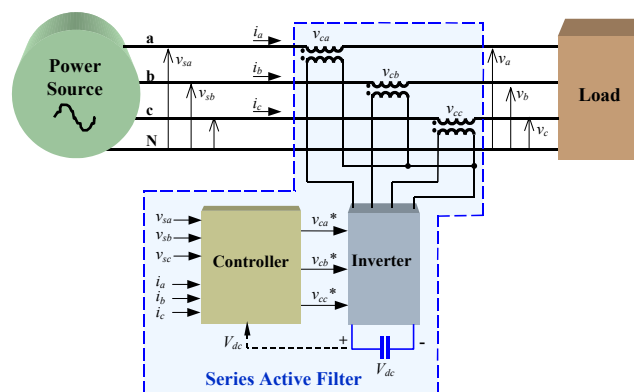 a
i_a
v_ca
v_sa
v_a
Power
Source
b
i_b
v_cb
v_sb
v_b
Load
c
i_c
v_cc
v_c
N
v_sa
v_sb
v_sc
i_a
i_b
i_c
Controller
v_ca*
v_cb*
v_cc*
Inverter
V_dc
+
-
V_dc
Series Active Filter